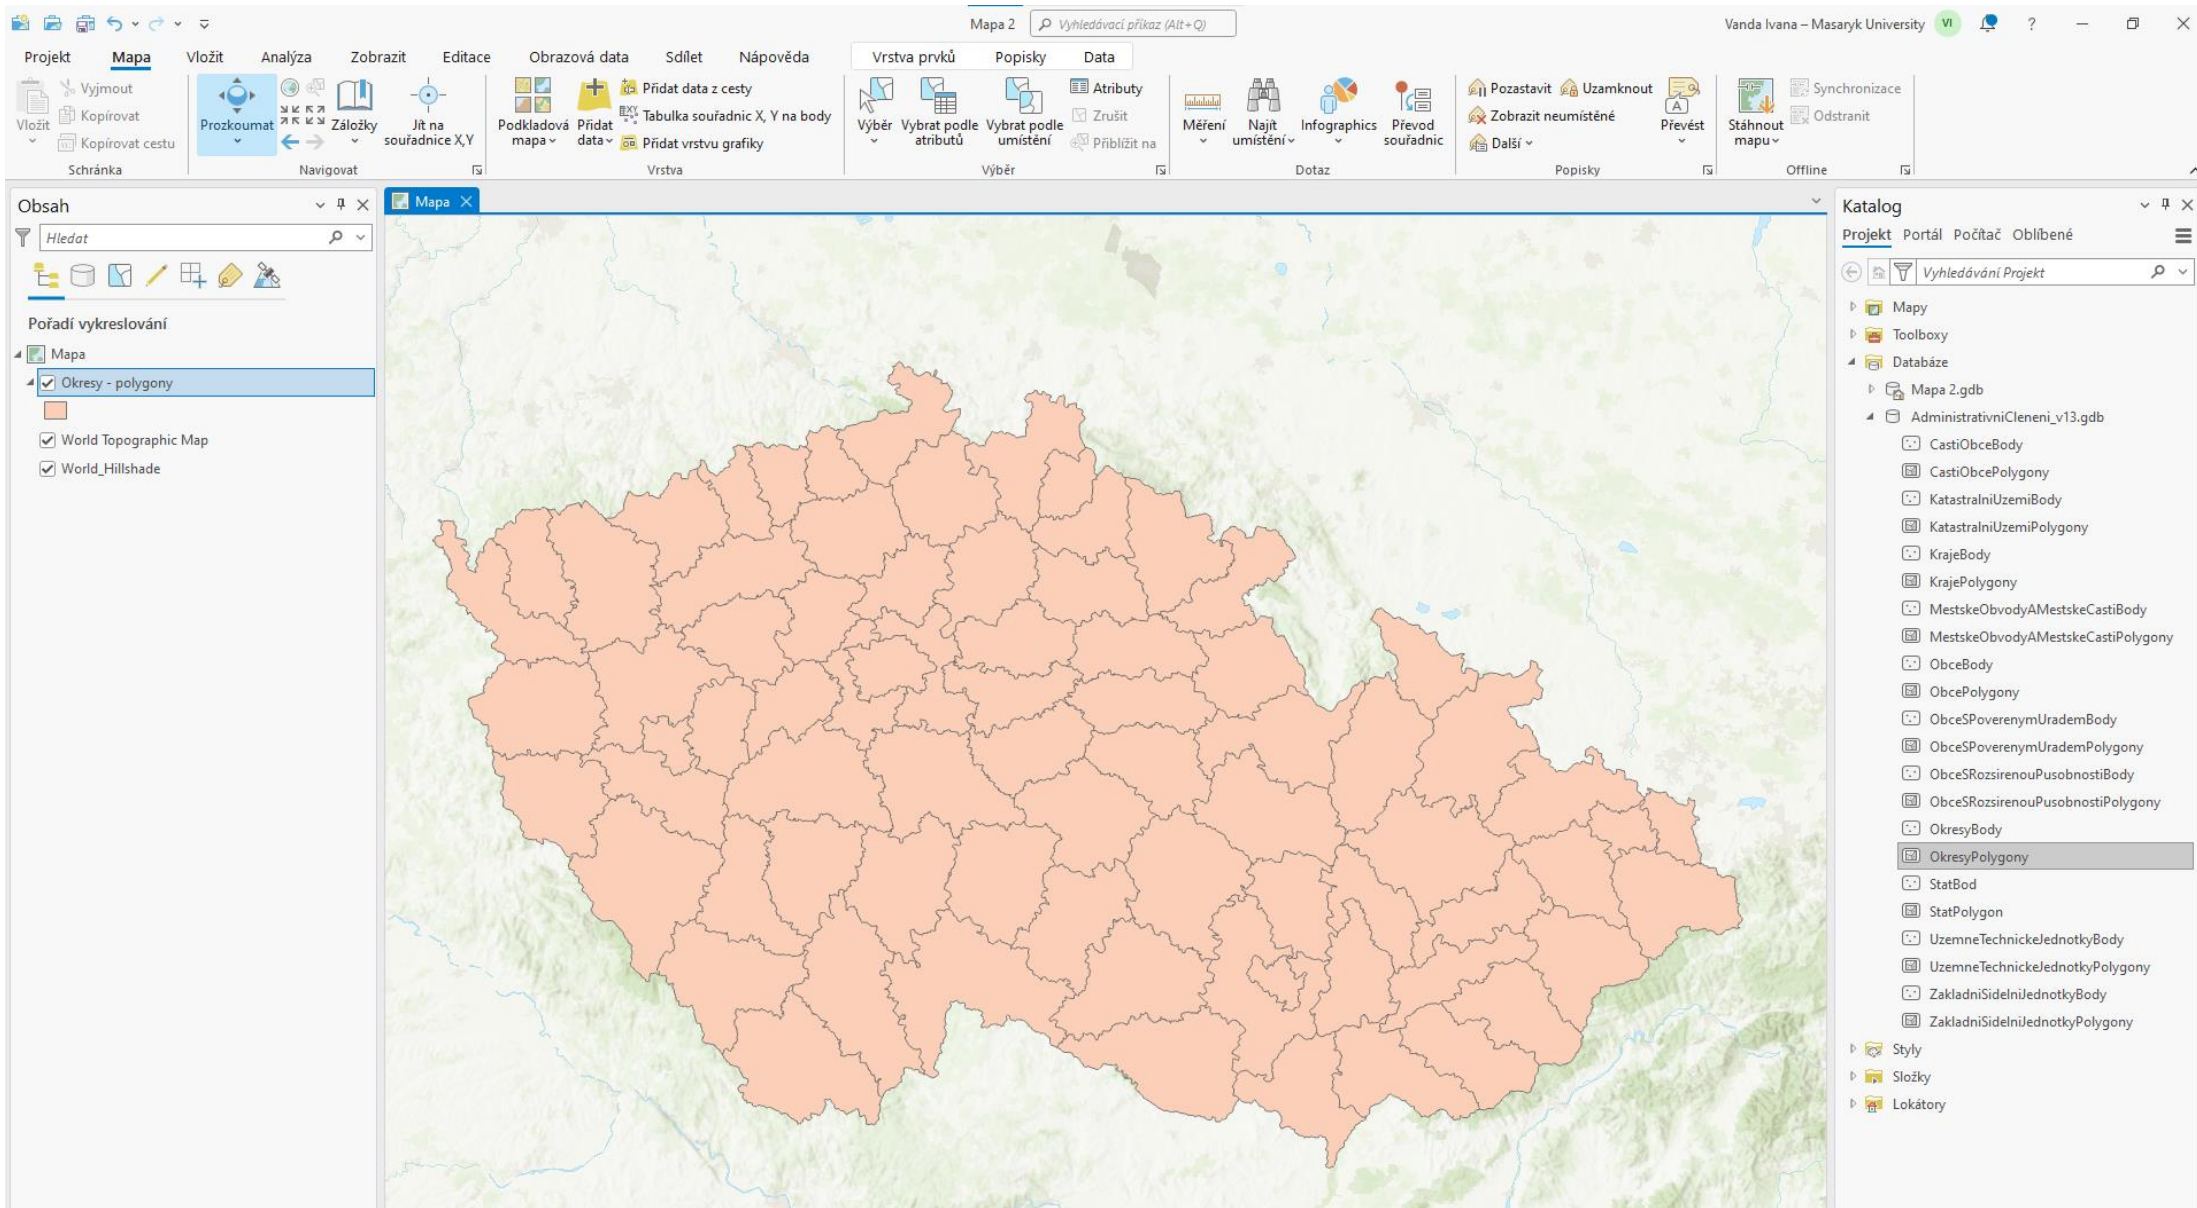 Mapa 2
Vyhledávací příkaz (Alt+Q)
Vanda Ivana – Masaryk University
VI
?
Projekt
Mapa
Vložit
Analýza
Zobrazit
Editace
Obrazová data
Sdílet
Nápověda
Vrstva prvků
Popisky
Data
Vložit
Vyjmout
Kopírovat
Kopírovat cestu
Schránka
Prozkoumat
Záložky
Jít na
souřadnice X,Y
Navigovat
Podkladová
mapa
Přidat
data
Přidat data z cesty
Tabulka souřadnic X, Y na body
Přidat vrstvu grafiky
Vrstva
Výběr
Vybrat podle
atributů
Vybrat podle
umístění
Atributy
Zrušit
Přiblížit na
Výběr
Měření
Najít
umístění
Infographics
Převod
souřadnic
Dotaz
Pozastavit
Uzamknout
Zobrazit neumístěné
Další
Převést
Popisky
Stáhnout
mapu
Synchronizace
Odstranit
Offline
Obsah
Hledat
Pořadí vykreslování
Mapa
Okresy - polygony
World Topographic Map
World_Hillshade
Mapa
Katalog
Projekt Portál Počítač Oblíbené
Vyhledávání Projekt
Mapy
Toolboxy
Databáze
Mapa 2.gdb
AdministrativniCleneni_v13.gdb
CastiObceBody
CastiObcePolygony
KatastralniUzemiBody
KatastralniUzemiPolygony
KrajeBody
KrajePolygony
MestskeObvodyAMestskeCastiBody
MestskeObvodyAMestskeCastiPolygony
ObceBody
ObcePolygony
ObceSPoverenymUrademBody
ObceSPoverenymUrademPolygony
ObceSRozsirenouPusobnostiBody
ObceSRozsirenouPusobnostiPolygony
OkresyBody
OkresyPolygony
StatBod
StatPolygon
UzemneTechnickeJednotkyBody
UzemneTechnickeJednotkyPolygony
ZakladniSidelniJednotkyBody
ZakladniSidelniJednotkyPolygony
Styly
Složky
Lokátory